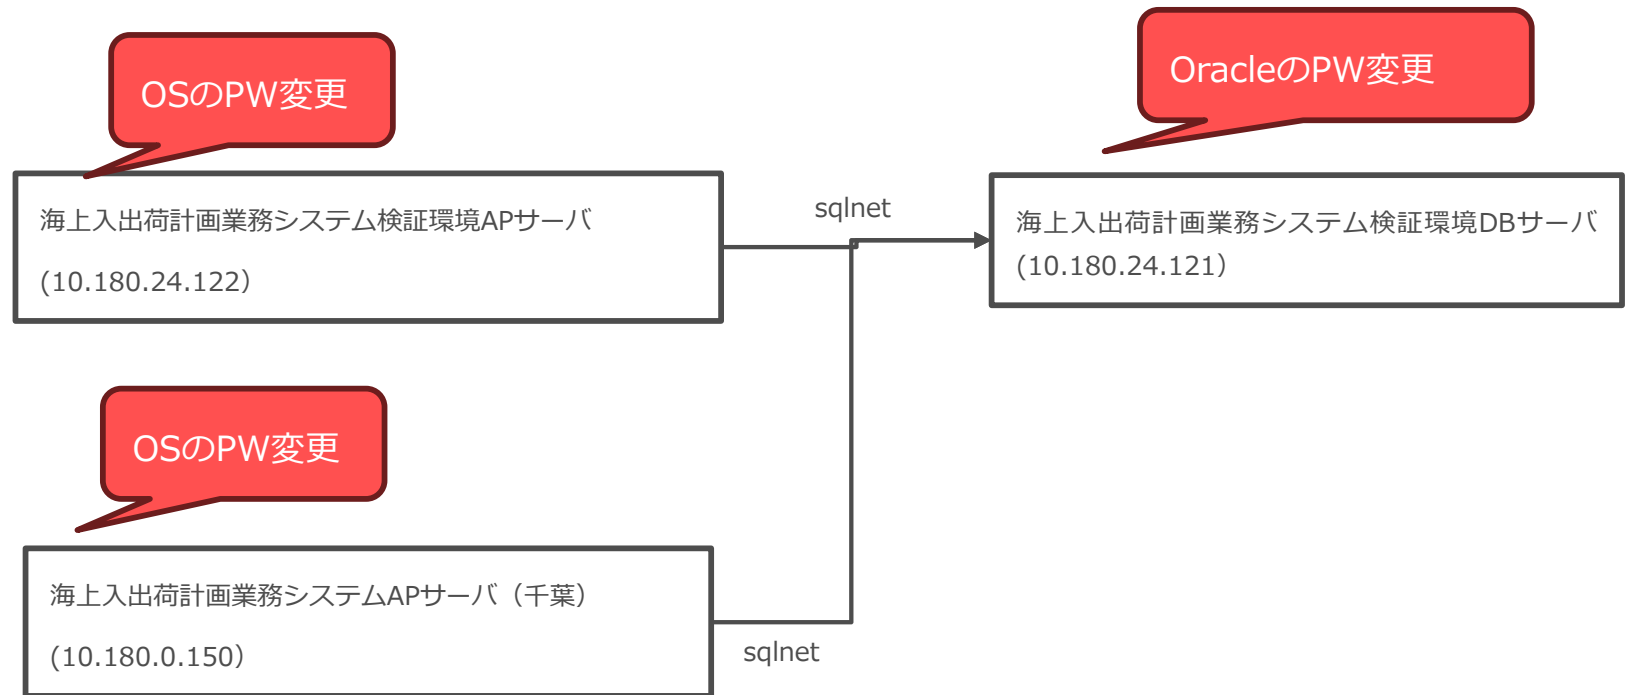 OSのPW変更
OracleのPW変更
海上入出荷計画業務システム検証環境APサーバ
(10.180.24.122）
sqlnet
海上入出荷計画業務システム検証環境DBサーバ
(10.180.24.121）
OSのPW変更
海上入出荷計画業務システムAPサーバ（千葉）
(10.180.0.150）
sqlnet